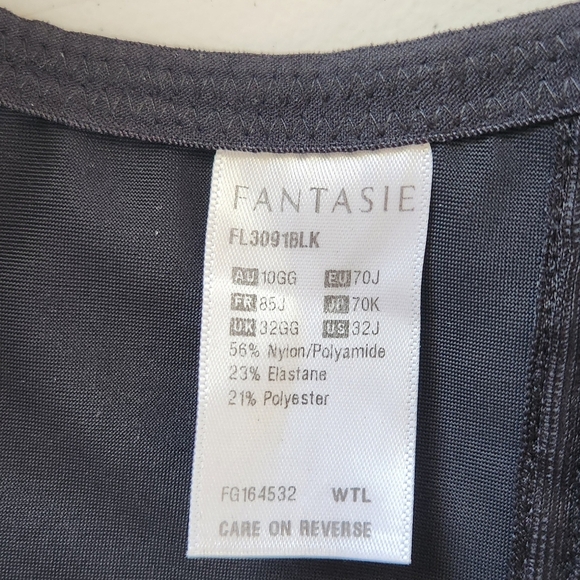 FANTASIE
FL3091BLK
AU 10GG EU 70J
FR 85J JP 70K
UK 32GG US 32J
56% Nylon/Polyamide
23% Elastane
21% Polyester
FG164532 WTL
CARE ON REVERSE